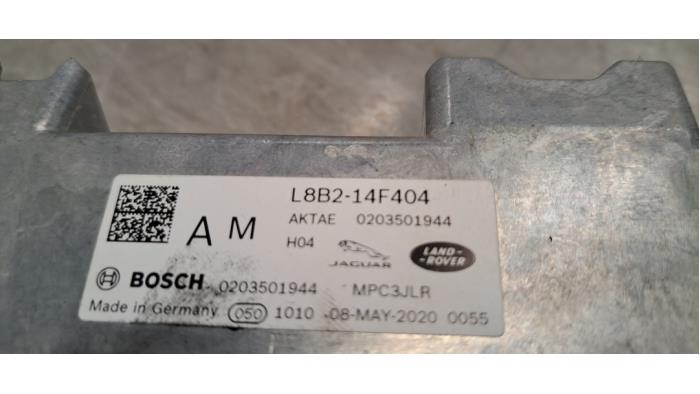 L8B2-14F404
AM
AKTAE 0203501944
H04 JAGUAR LAND-ROVER
BOSCH 0203501944 MPC3JLR
Made in Germany 050 1010 08-MAY-2020 0055